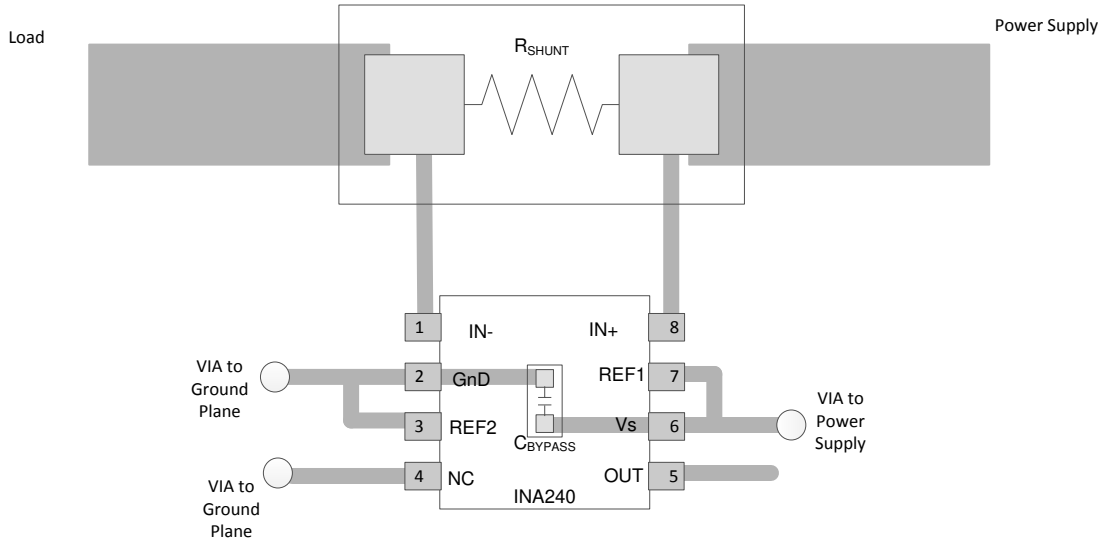 Load
Power Supply
RSHUNT
1
IN-
IN+
8
VIA to
Ground
Plane
2
GnD
REF1
7
3
REF2
Vs
6
VIA to
Power
Supply
CBYPASS
4
NC
OUT
5
VIA to
Ground
Plane
INA240